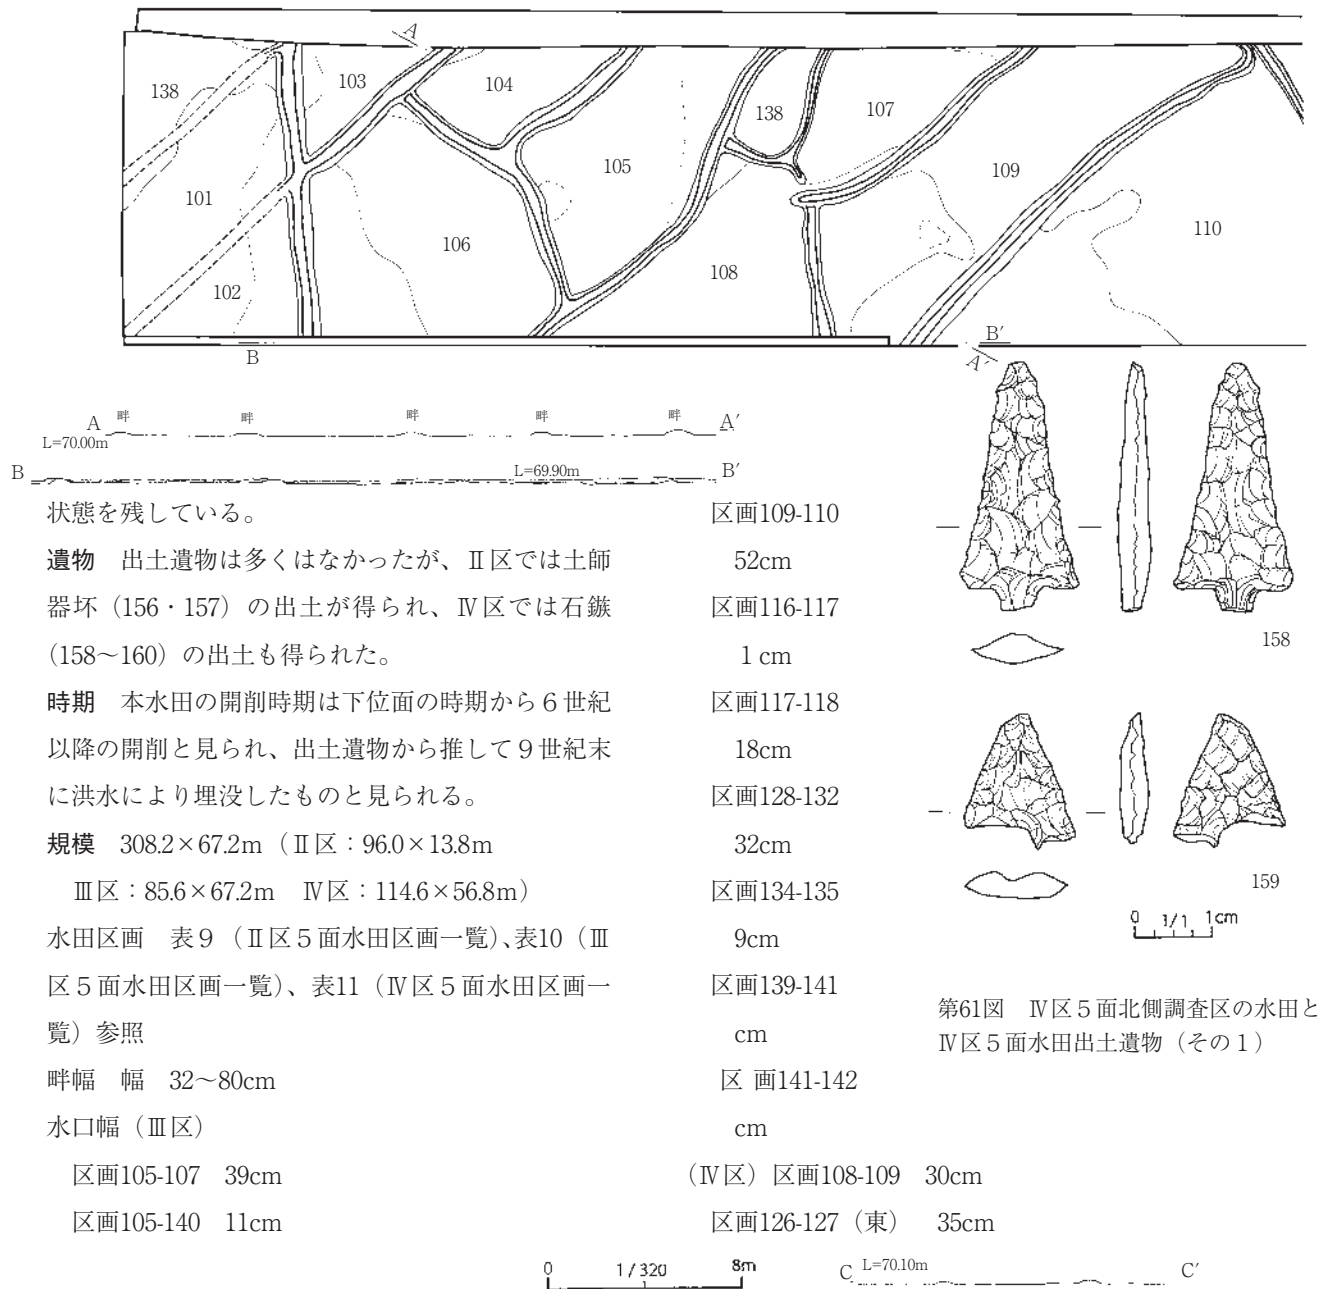 A
138
103
104
138
107
105
109
101
106
110
108
102
B
B′
A′
A 畔 畔 畔 畔 畔 A′
L=70.00m
B L=69.90m B′
状態を残している。
遺物　出土遺物は多くはなかったが、Ⅱ区では土師
器坏（156・157）の出土が得られ、Ⅳ区では石鏃
（158～160）の出土も得られた。
時期　本水田の開削時期は下位面の時期から６世紀
以降の開削と見られ、出土遺物から推して９世紀末
に洪水により埋没したものと見られる。
規模　308.2×67.2m（Ⅱ区：96.0×13.8m
Ⅲ区：85.6×67.2m　Ⅳ区：114.6×56.8m）
水田区画　表９（Ⅱ区５面水田区画一覧）、表10（Ⅲ
区５面水田区画一覧）、表11（Ⅳ区５面水田区画一
覧）参照
畔幅　幅　32～80cm
水口幅（Ⅲ区）
区画105-107　39cm
区画105-140　11cm
区画109-110
52cm
区画116-117
1 cm
区画117-118
18cm
区画128-132
32cm
区画134-135
9cm
区画139-141
cm
区 画141-142
cm
（Ⅳ区）区画108-109　30cm
区画126-127（東）　35cm
158
159
0 1/1 1cm
第61図　Ⅳ区５面北側調査区の水田と
Ⅳ区５面水田出土遺物（その１）
0 1/320 8m
C L=70.10m C′